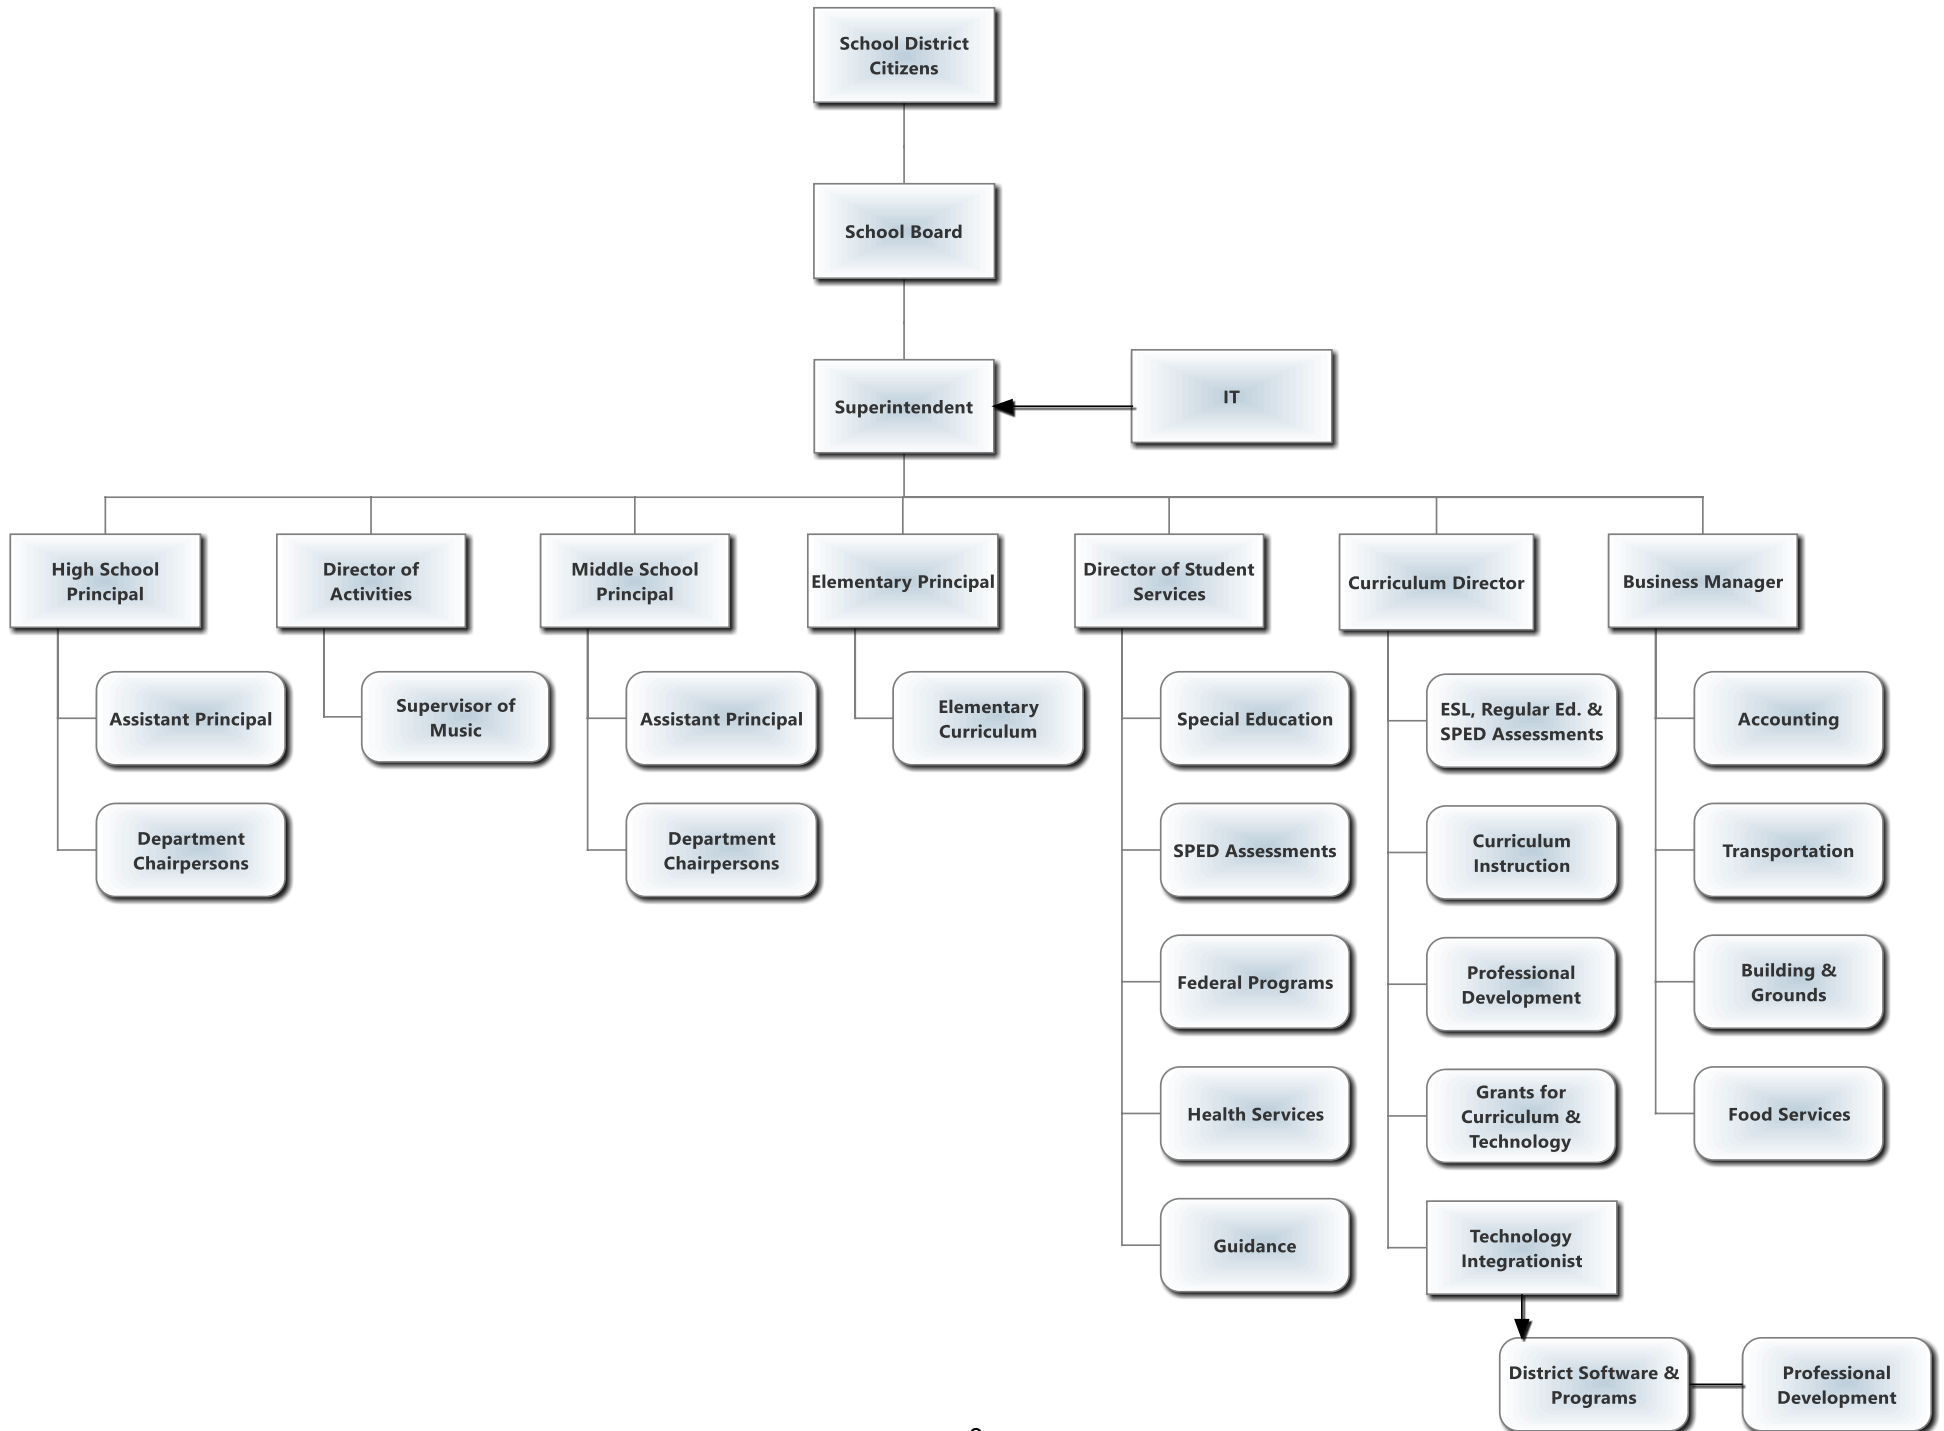 School District
Citizens
School Board
Superintendent
IT
High School
Principal
Director of
Activities
Middle School
Principal
Elementary Principal
Director of Student
Services
Curriculum Director
Business Manager
Assistant Principal
Supervisor of
Music
Assistant Principal
Elementary
Curriculum
Special Education
ESL, Regular Ed. &
SPED Assessments
Accounting
Department
Chairpersons
Department
Chairpersons
SPED Assessments
Curriculum
Instruction
Transportation
Federal Programs
Professional
Development
Building &
Grounds
Health Services
Grants for
Curriculum &
Technology
Food Services
Guidance
Technology
Integrationist
District Software &
Programs
Professional
Development